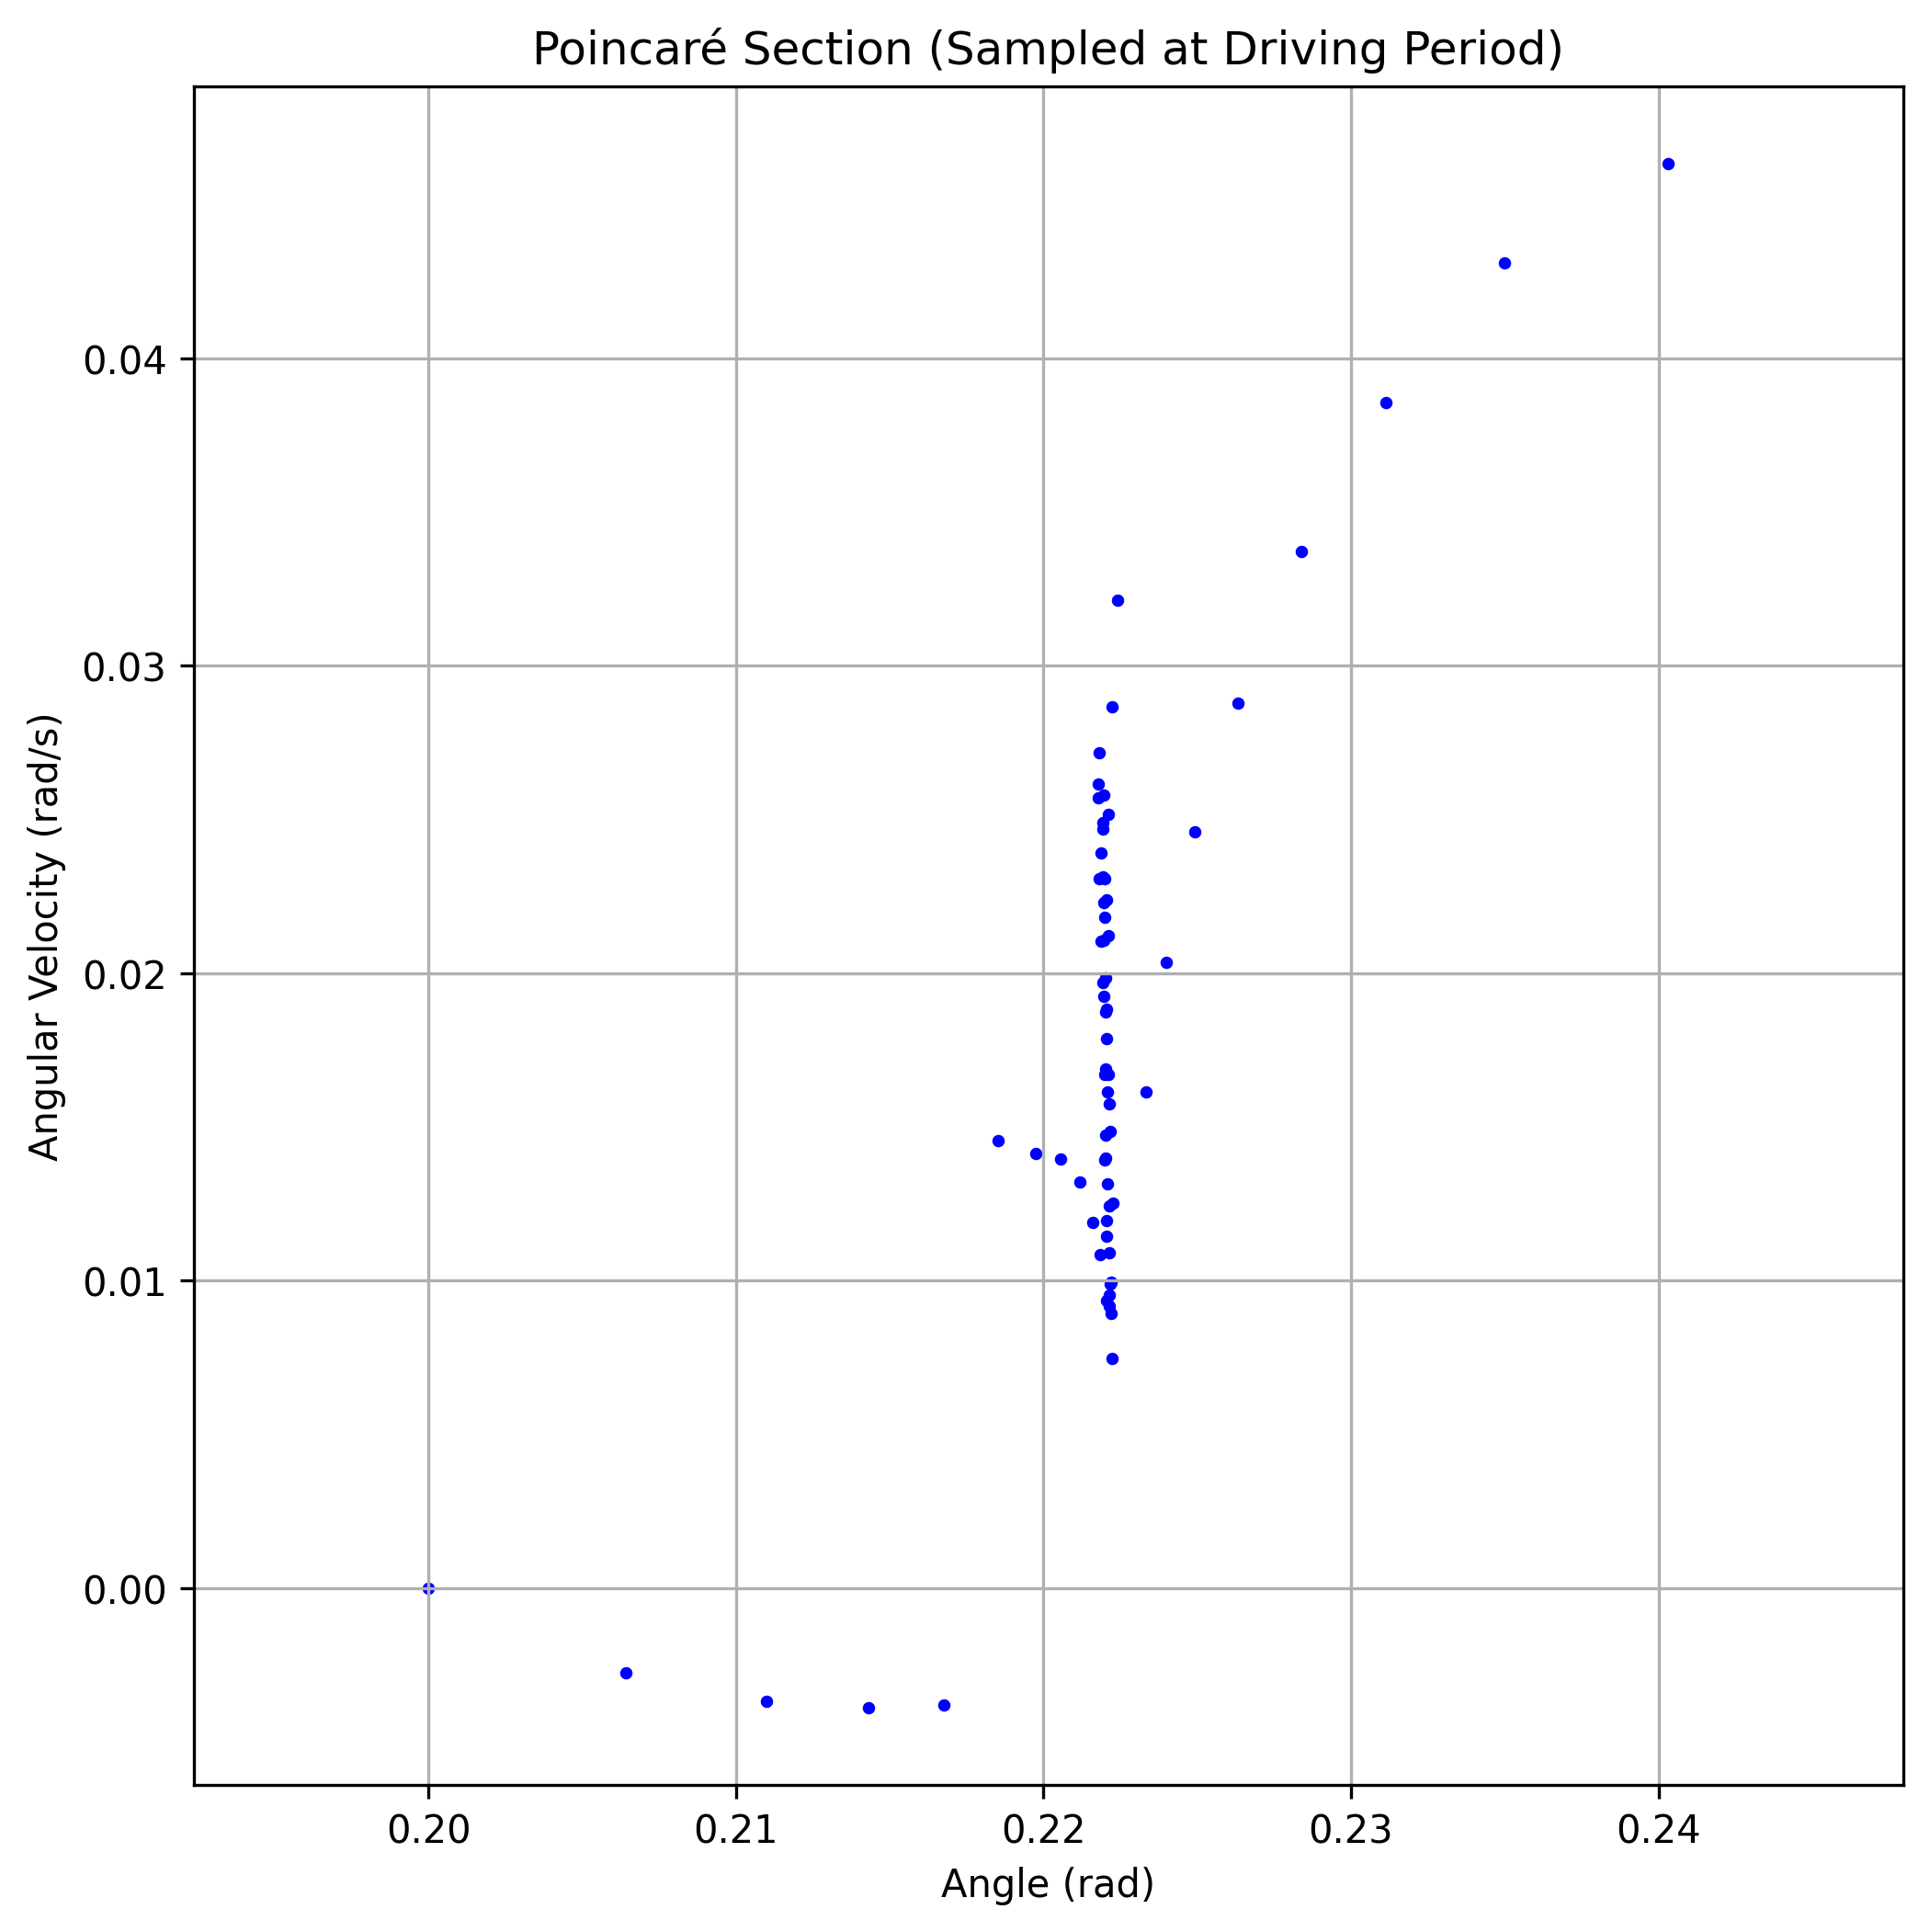 Poincaré Section (Sampled at Driving Period)
Angular Velocity (rad/s)
0.04
0.03
0.02
0.01
0.00
0.20 0.21 0.22 0.23 0.24
Angle (rad)